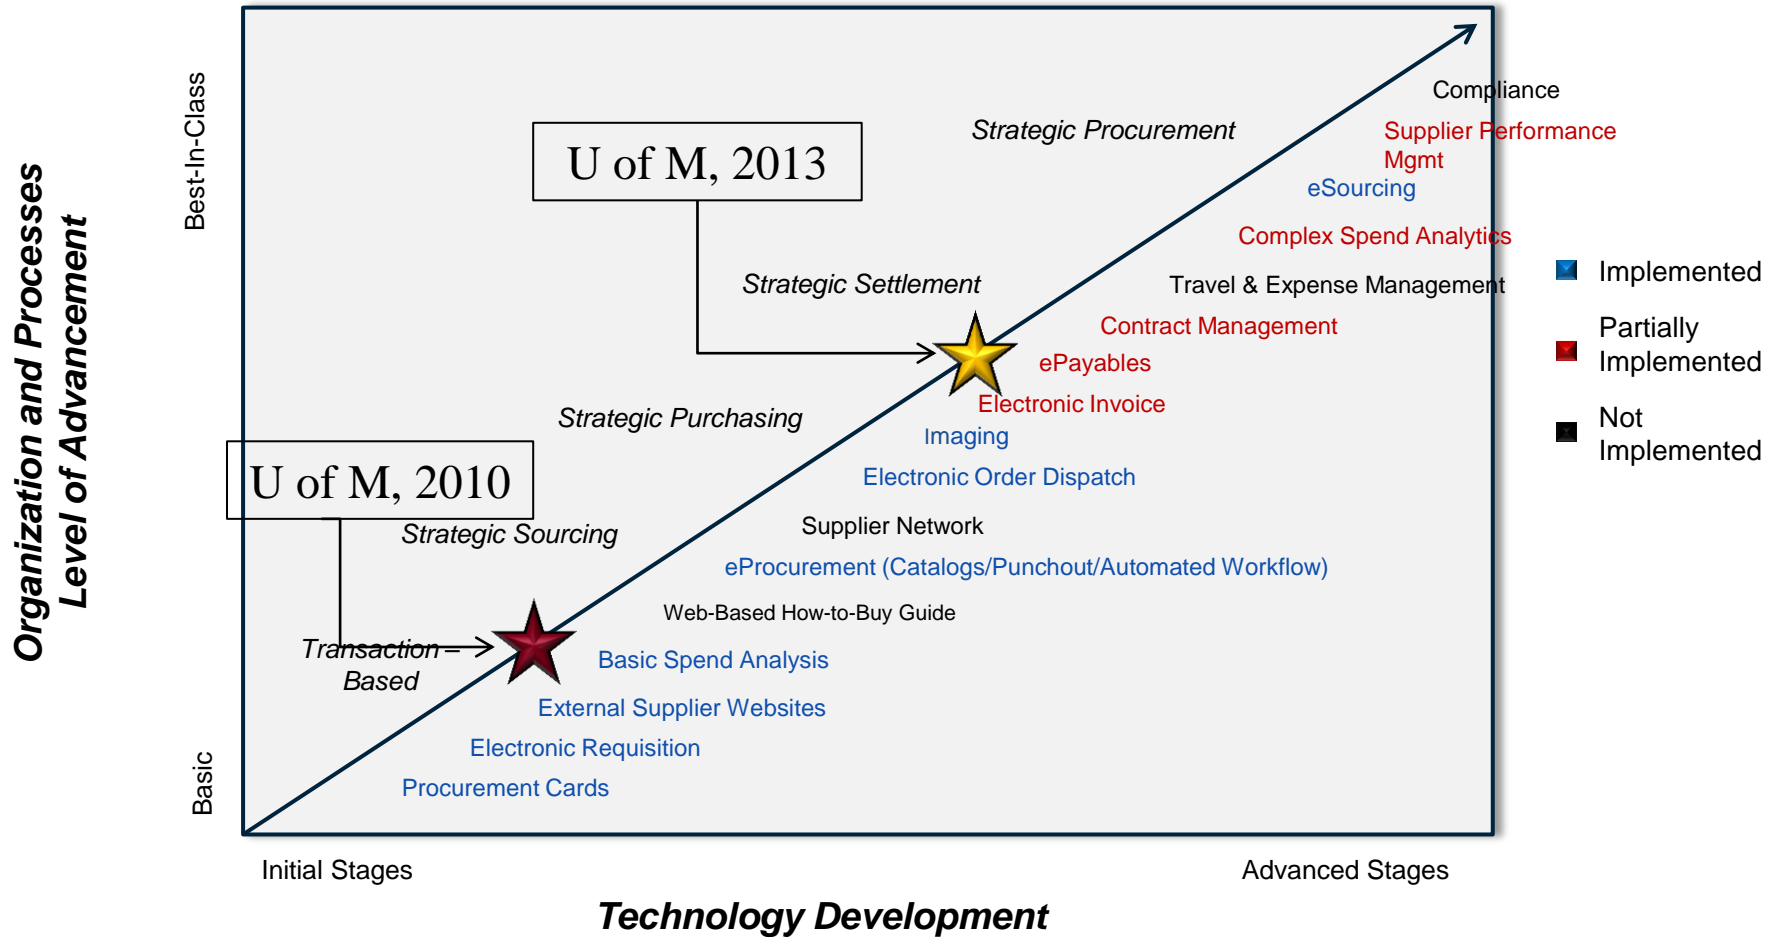 Compliance
Best-In-Class
Strategic Procurement
Supplier Performance
Mgmt
U of M, 2013
eSourcing
Complex Spend Analytics
Organization and Processes
Level of Advancement
Strategic Settlement
Travel & Expense Management
Implemented
Contract Management
Partially
Implemented
ePayables
Electronic Invoice
Strategic Purchasing
Not
Implemented
Imaging
U of M, 2010
Electronic Order Dispatch
Strategic Sourcing
Supplier Network
eProcurement (Catalogs/Punchout/Automated Workflow)
Web-Based How-to-Buy Guide
Transaction –
Based
Basic Spend Analysis
External Supplier Websites
Electronic Requisition
Basic
Procurement Cards
Initial Stages
Advanced Stages
Technology Development